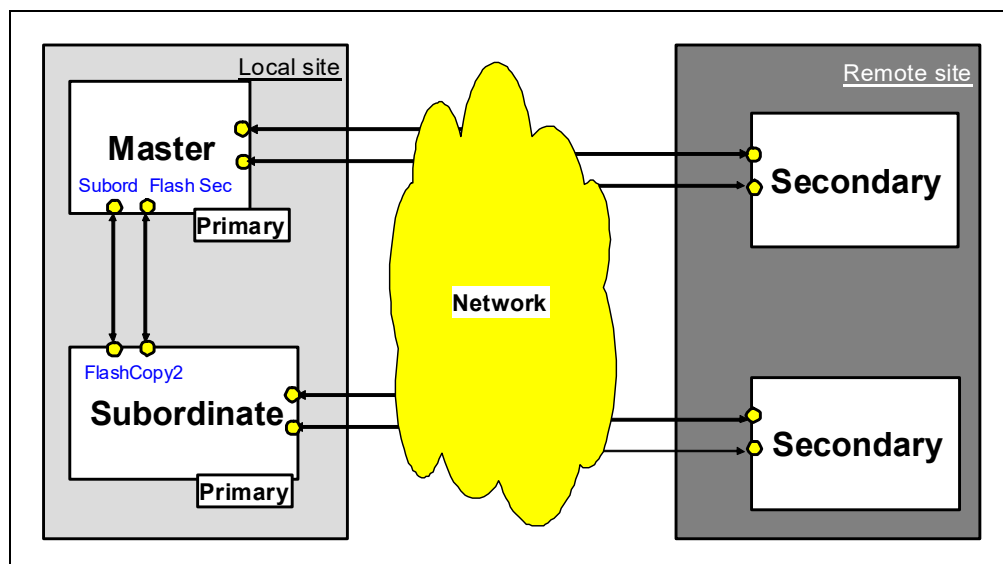 Local site
Master
Subord Flash Sec
Primary
FlashCopy2
Subordinate
Primary
Network
Remote site
Secondary
Secondary